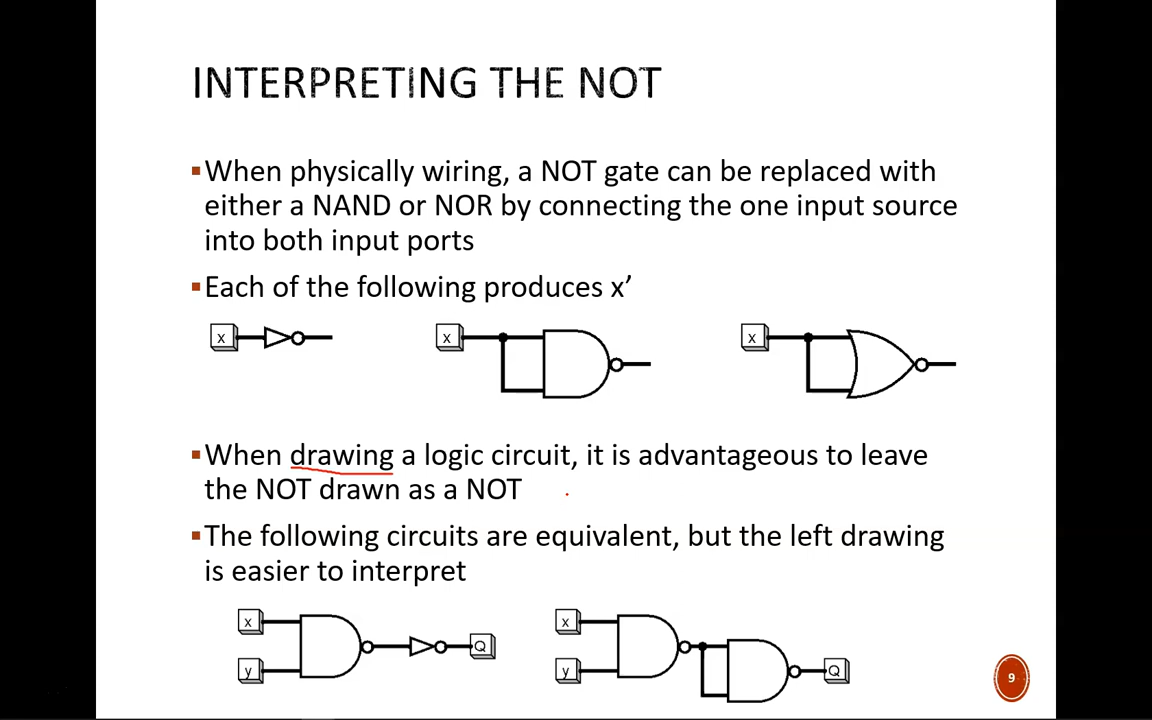 INTERPRETING THE NOT
▪When physically wiring, a NOT gate can be replaced with
either a NAND or NOR by connecting the one input source
into both input ports
▪Each of the following produces x’
x
x
x
▪When drawing a logic circuit, it is advantageous to leave
the NOT drawn as a NOT
▪The following circuits are equivalent, but the left drawing
is easier to interpret
x
y
Q
x
y
Q
9